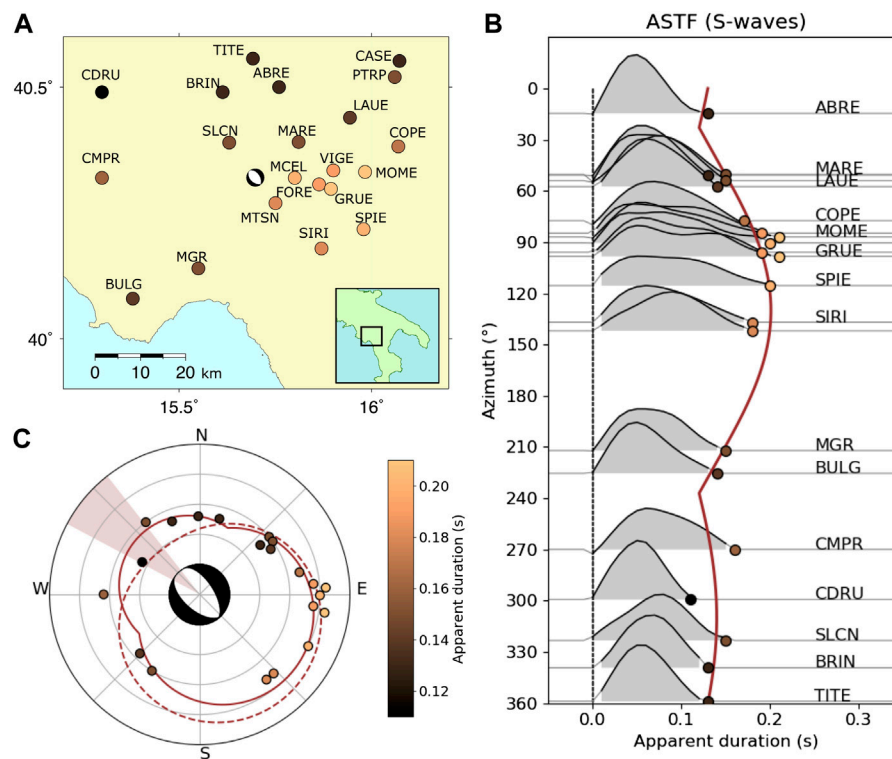 A
TITE
CASE
CDRU
BRIN
ABRE
PTRP
40.5°
LAUE
SLCN
MARE
COPE
CMPR
MCEL
VIGE
MOME
FORE
GRUE
MTSN
SPIE
SIRI
MGR
BULG
40°
0 10 20 km
15.5°
16°
B
ASTF (S-waves)
0
30
60
90
120
150
180
210
240
270
300
330
360
Azimuth (°)
ABRE
MARE
LAUE
COPE
MOME
GRUE
SPIE
SIRI
MGR
BULG
CMPR
CDRU
SLCN
BRIN
TITE
0.0 0.1 0.2 0.3
Apparent duration (s)
C
N
W
E
S
0.20
0.18
0.16
0.14
0.12
Apparent duration (s)